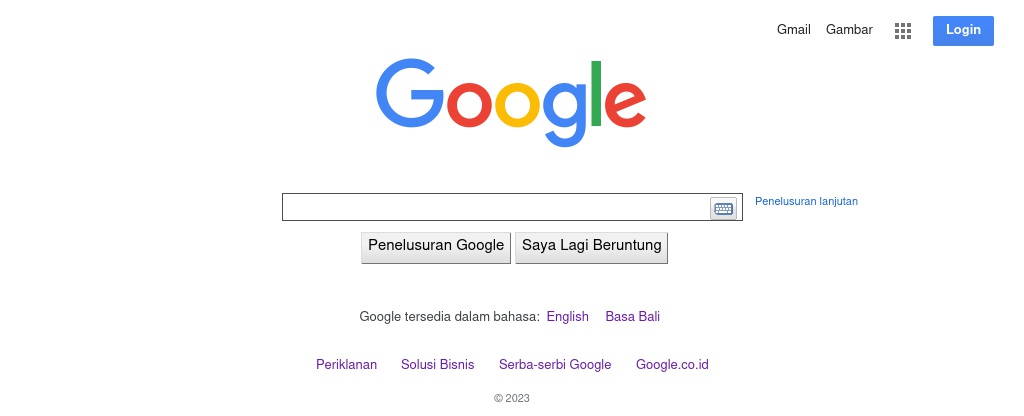 Gmail Gambar Login
Google
Penelusuran lanjutan
Penelusuran Google Saya Lagi Beruntung
Google tersedia dalam bahasa: English Basa Bali
Periklanan Solusi Bisnis Serba-serbi Google Google.co.id
© 2023